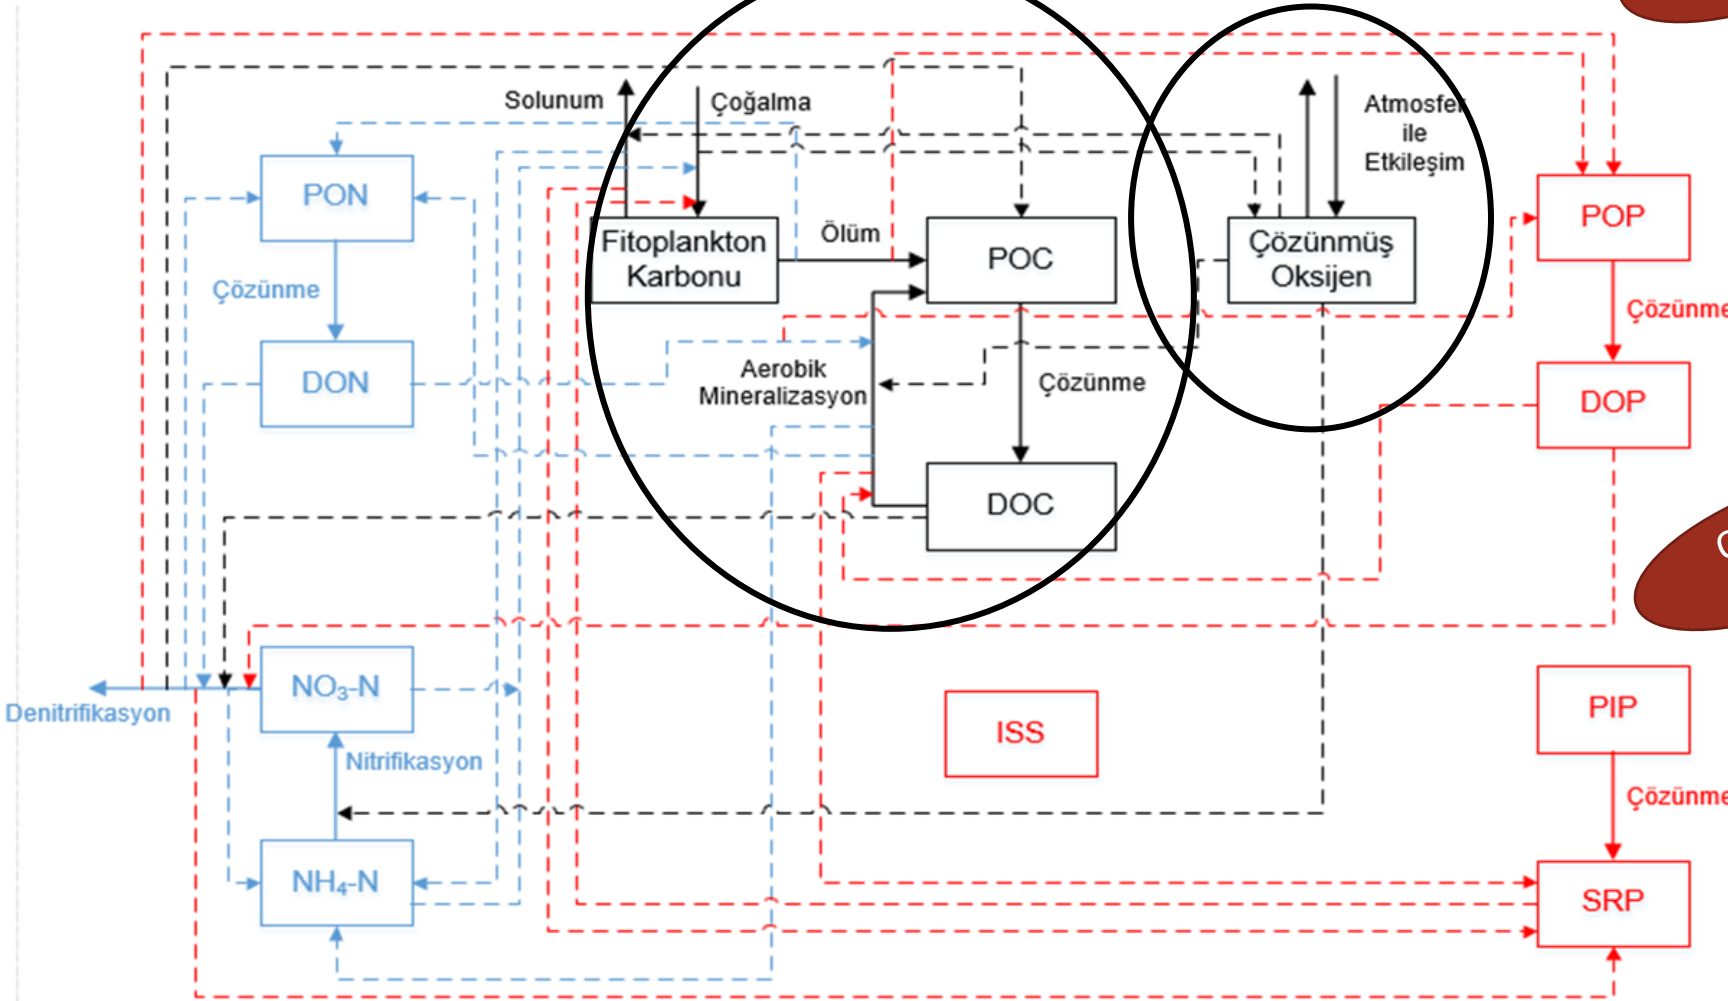 Solunum
Çoğalma
Atmosfer
ile
Etkileşim
PON
POP
Ölüm
Fitoplankton
Karbonu
POC
Çözünmüş
Oksijen
Çözünme
Çözünme
DON
Aerobik
Mineralizasyon
Çözünme
DOP
DOC
NO₃-N
Denitrifikasyon
ISS
PIP
Nitrifikasyon
Çözünme
NH₄-N
SRP